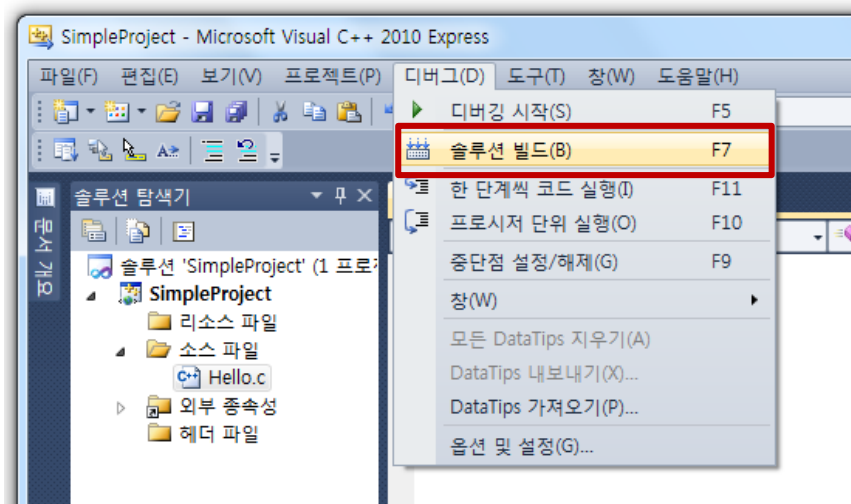 SimpleProject - Microsoft Visual C++ 2010 Express
파일(F) 편집(E) 보기(V) 프로젝트(P) 디버그(D) 도구(T) 창(W) 도움말(H)
디버깅 시작(S) F5
솔루션 빌드(B) F7
한 단계씩 코드 실행(I) F11
프로시저 단위 실행(O) F10
중단점 설정/해제(G) F9
창(W)
모든 DataTips 지우기(A)
DataTips 내보내기(X)...
DataTips 가져오기(P)...
옵션 및 설정(G)...
문서 개요
솔루션 탐색기
솔루션 'SimpleProject' (1 프로
SimpleProject
리소스 파일
소스 파일
Hello.c
외부 종속성
헤더 파일